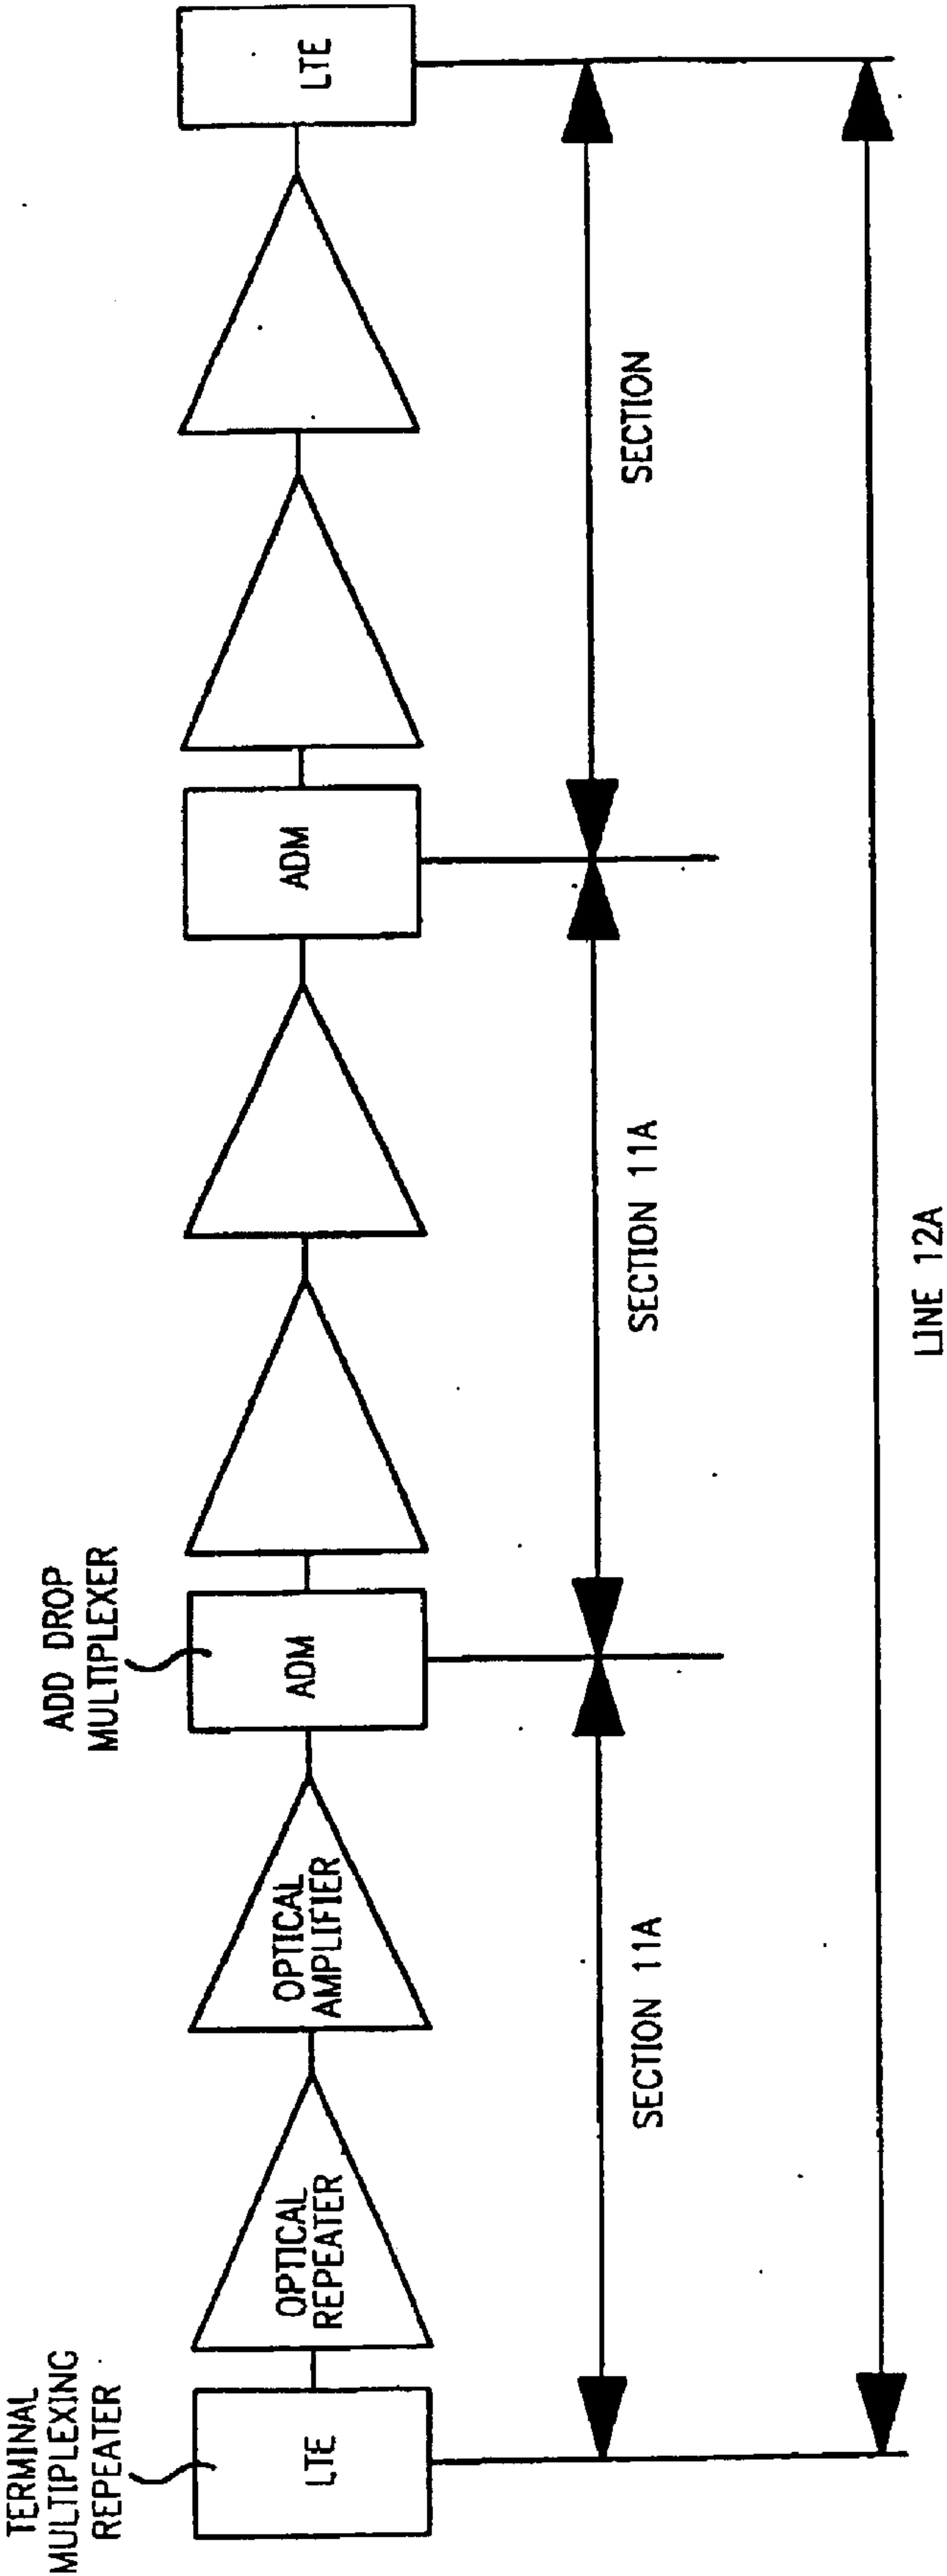 TERMINAL
MULTIPLEXING
REPEATER
ADD DROP
MULTIPLEXER
LTE
OPTICAL
REPEATER
OPTICAL
AMPLIFIER
ADM
ADM
LTE
SECTION 11A
SECTION 11A
SECTION
LINE 12A